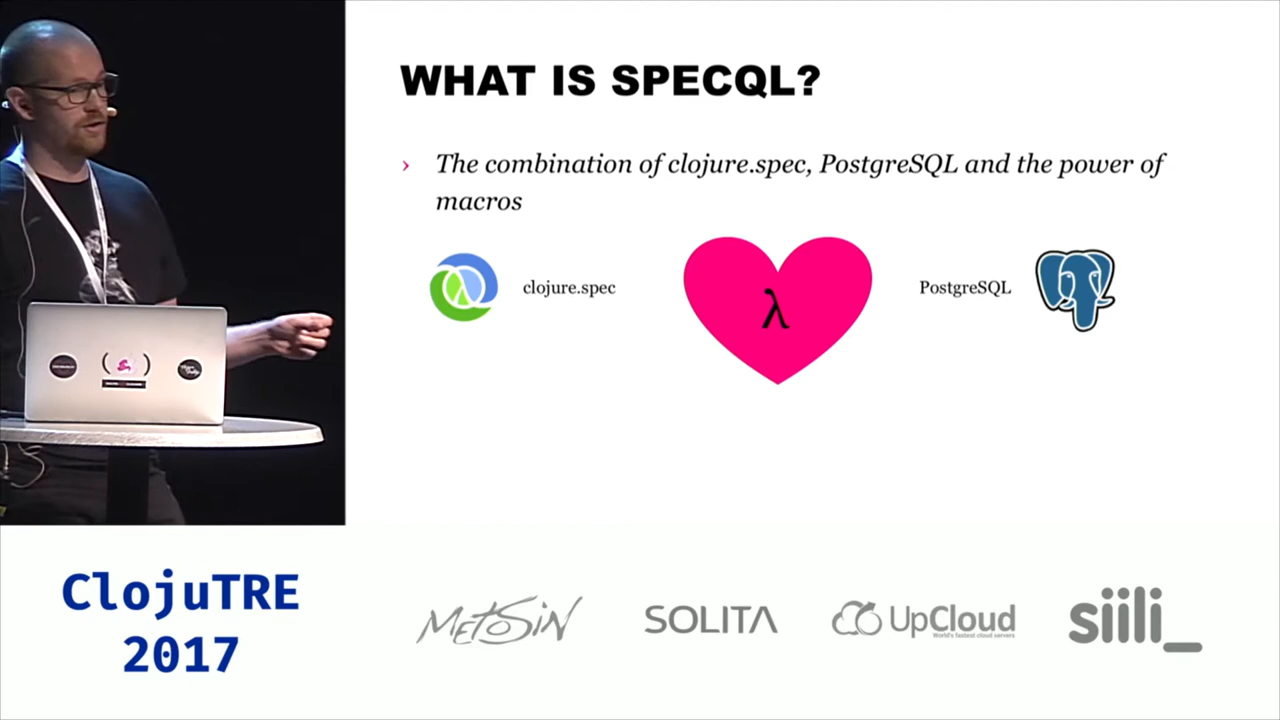 WHAT IS SPECQL?
› The combination of clojure.spec, PostgreSQL and the power of
macros
clojure.spec
λ
PostgreSQL
ClojuTRE
2017
METOSIN
SOLITA
UpCloud
World's fastest cloud servers
siili_